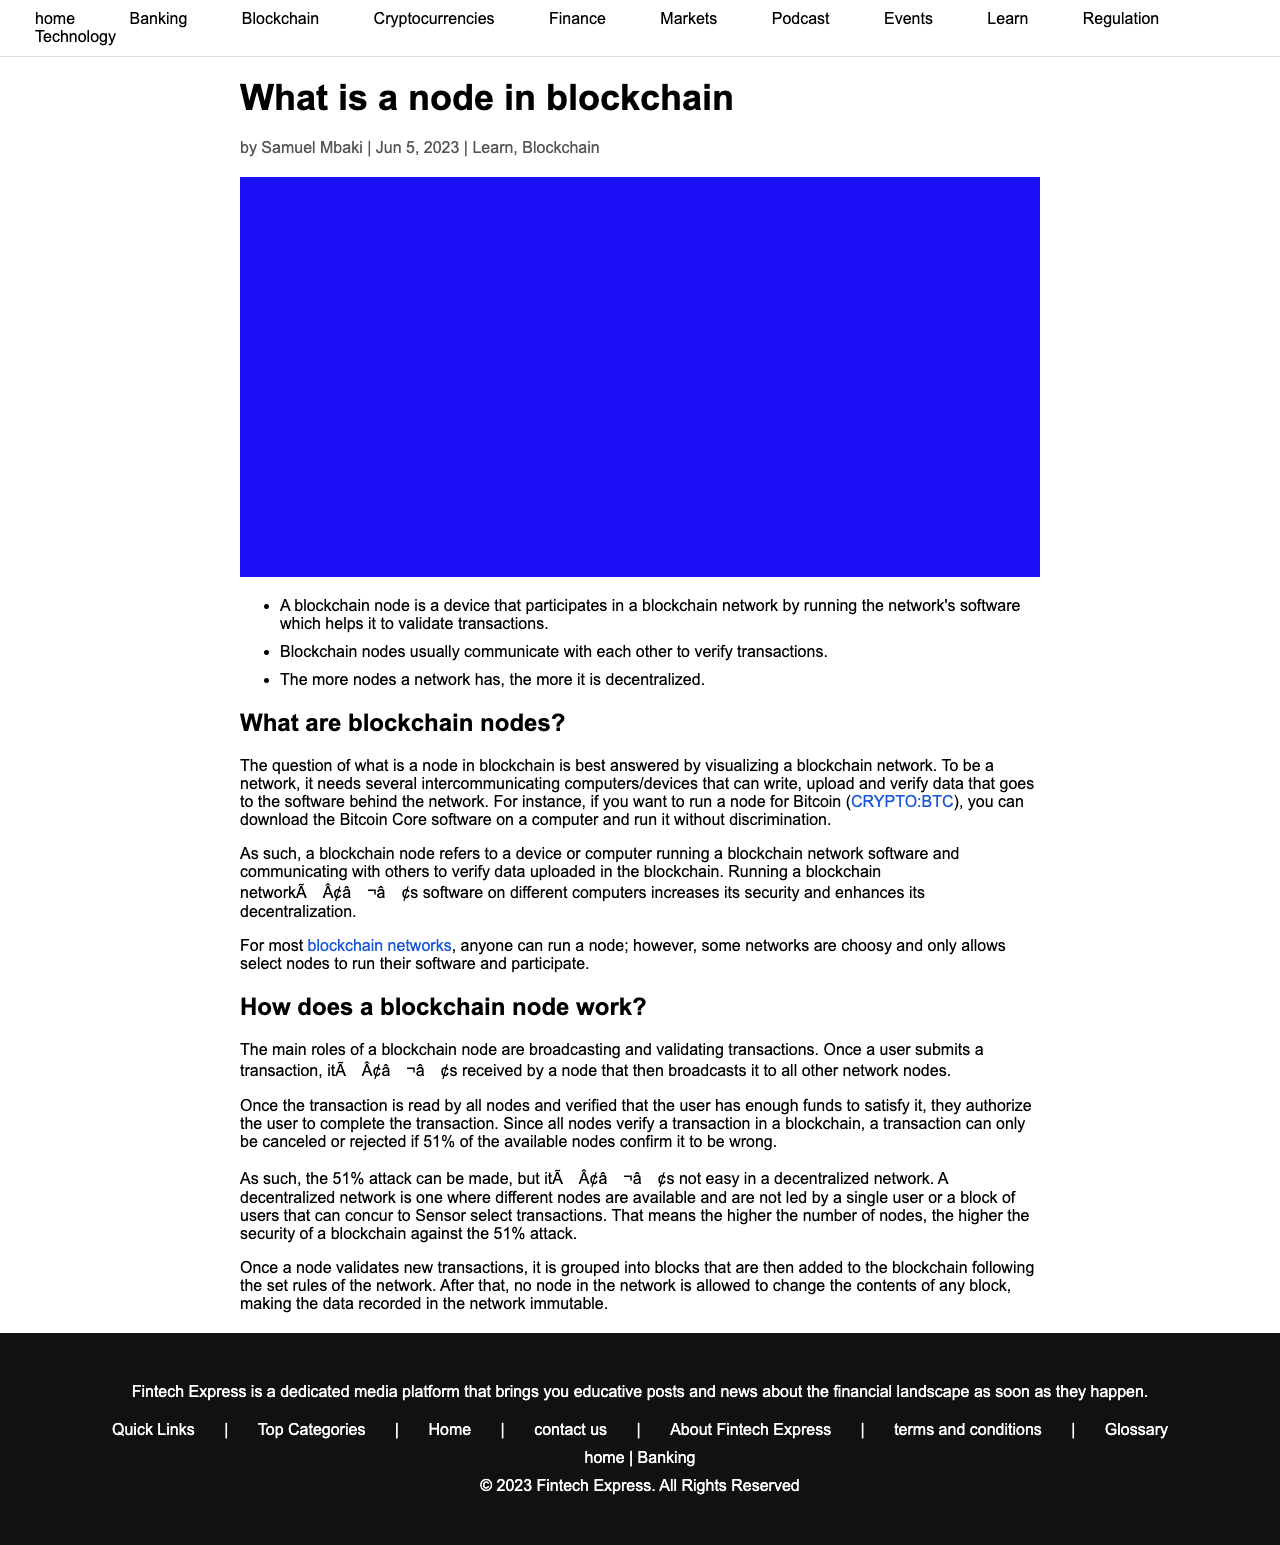 home Banking Blockchain Cryptocurrencies Finance Markets Podcast Events Learn Regulation
Technology
What is a node in blockchain
by Samuel Mbaki | Jun 5, 2023 | Learn, Blockchain
• A blockchain node is a device that participates in a blockchain network by running the network's software
which helps it to validate transactions.
• Blockchain nodes usually communicate with each other to verify transactions.
• The more nodes a network has, the more it is decentralized.
What are blockchain nodes?
The question of what is a node in blockchain is best answered by visualizing a blockchain network. To be a
network, it needs several intercommunicating computers/devices that can write, upload and verify data that goes
to the software behind the network. For instance, if you want to run a node for Bitcoin (CRYPTO:BTC), you can
download the Bitcoin Core software on a computer and run it without discrimination.
As such, a blockchain node refers to a device or computer running a blockchain network software and
communicating with others to verify data uploaded in the blockchain. Running a blockchain
networkÃ Â¢â ¬â ¢s software on different computers increases its security and enhances its
decentralization.
For most blockchain networks, anyone can run a node; however, some networks are choosy and only allows
select nodes to run their software and participate.
How does a blockchain node work?
The main roles of a blockchain node are broadcasting and validating transactions. Once a user submits a
transaction, itÃ Â¢â ¬â ¢s received by a node that then broadcasts it to all other network nodes.
Once the transaction is read by all nodes and verified that the user has enough funds to satisfy it, they authorize
the user to complete the transaction. Since all nodes verify a transaction in a blockchain, a transaction can only
be canceled or rejected if 51% of the available nodes confirm it to be wrong.
As such, the 51% attack can be made, but itÃ Â¢â ¬â ¢s not easy in a decentralized network. A
decentralized network is one where different nodes are available and are not led by a single user or a block of
users that can concur to Sensor select transactions. That means the higher the number of nodes, the higher the
security of a blockchain against the 51% attack.
Once a node validates new transactions, it is grouped into blocks that are then added to the blockchain following
the set rules of the network. After that, no node in the network is allowed to change the contents of any block,
making the data recorded in the network immutable.
Fintech Express is a dedicated media platform that brings you educative posts and news about the financial landscape as soon as they happen.
Quick Links | Top Categories | Home | contact us | About Fintech Express | terms and conditions | Glossary
home | Banking
© 2023 Fintech Express. All Rights Reserved